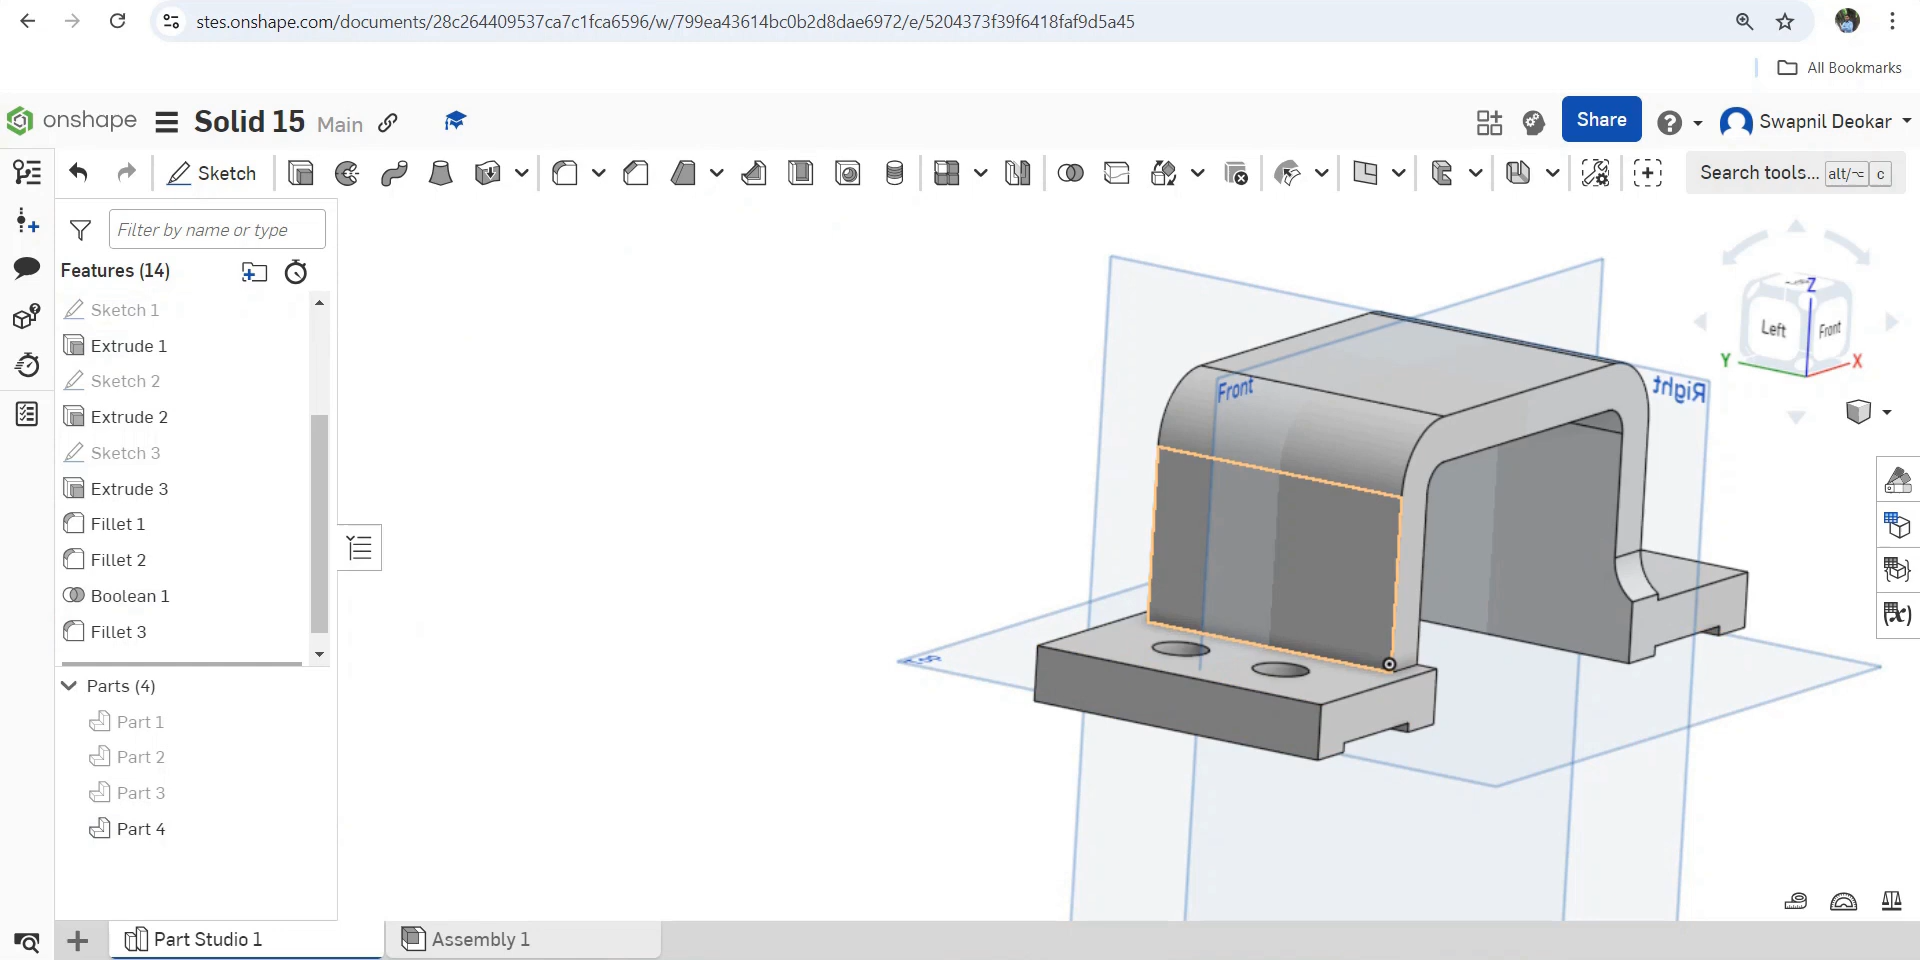 stes.onshape.com/documents/28c264409537ca7c1fca6596/w/799ea43614bc0b2d8dae6972/e/5204373f39f6418faf9d5a45
All Bookmarks
onshape Solid 15 Main Share Swapnil Deokar
Sketch Search tools... alt/⌥ c
Filter by name or type
Features (14)
Sketch 1
Extrude 1
Sketch 2
Extrude 2
Sketch 3
Extrude 3
Fillet 1
Fillet 2
Boolean 1
Fillet 3
Parts (4)
Part 1
Part 2
Part 3
Part 4
Front
Right
Top
Z
Left Front
Y X
Part Studio 1 Assembly 1